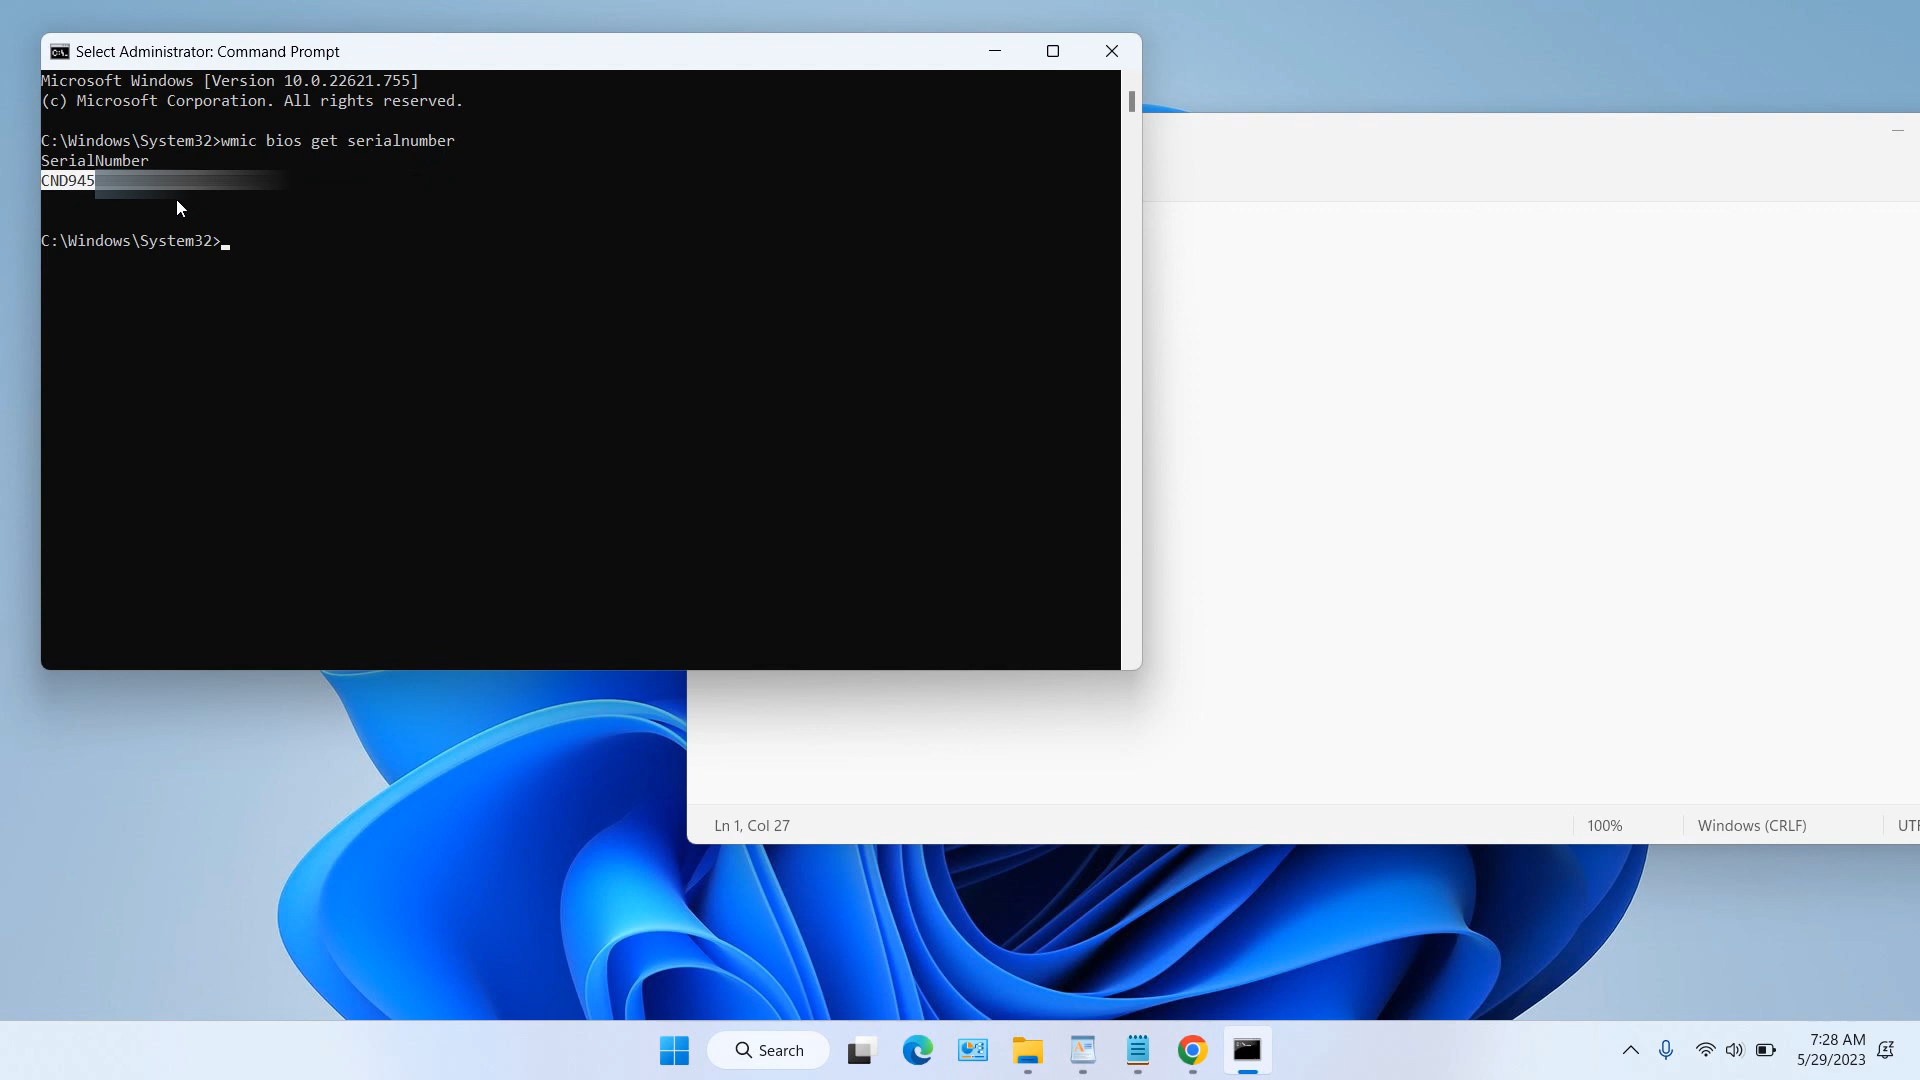 Select Administrator: Command Prompt
Microsoft Windows [Version 10.0.22621.755]
(c) Microsoft Corporation. All rights reserved.
C:\Windows\System32>wmic bios get serialnumber
SerialNumber
CND945
C:\Windows\System32>
Ln 1, Col 27
100%
Windows (CRLF)
UTF
Search
7:28 AM
5/29/2023